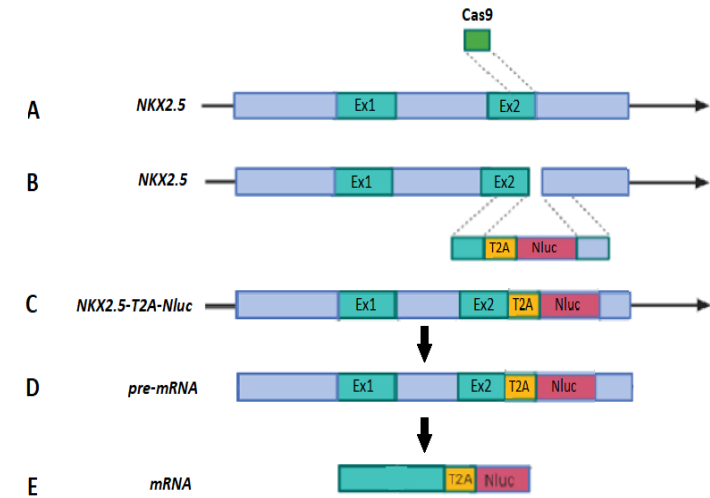 Cas9
A NKX2.5 Ex1 Ex2
B NKX2.5 Ex1 Ex2
T2A Nluc
C NKX2.5-T2A-Nluc Ex1 Ex2 T2A Nluc
D pre-mRNA Ex1 Ex2 T2A Nluc
E mRNA T2A Nluc